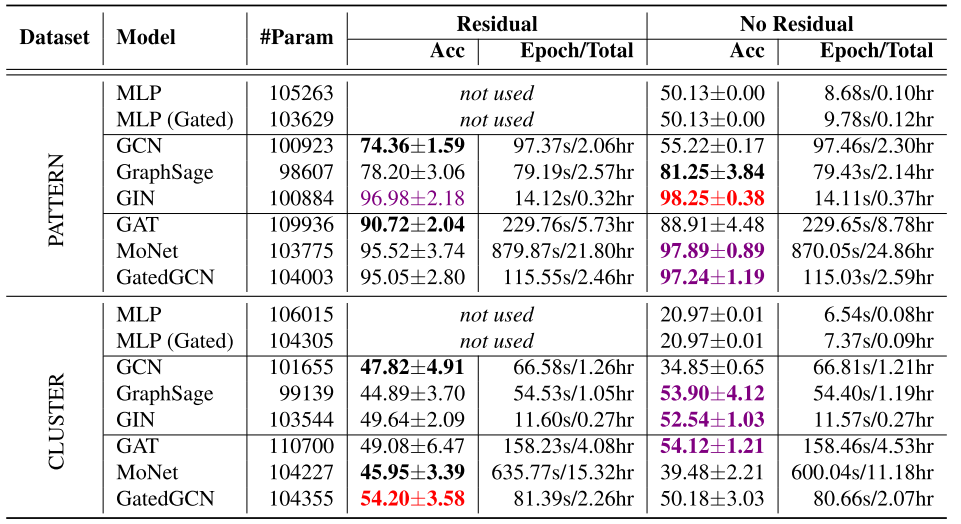 Dataset Model #Param Residual No Residual
Acc Epoch/Total Acc Epoch/Total
PATTERN
MLP 105263 not used 50.13±0.00 8.68s/0.10hr
MLP (Gated) 103629 not used 50.13±0.00 9.78s/0.12hr
GCN 100923 74.36±1.59 97.37s/2.06hr 55.22±0.17 97.46s/2.30hr
GraphSage 98607 78.20±3.06 79.19s/2.57hr 81.25±3.84 79.43s/2.14hr
GIN 100884 96.98±2.18 14.12s/0.32hr 98.25±0.38 14.11s/0.37hr
GAT 109936 90.72±2.04 229.76s/5.73hr 88.91±4.48 229.65s/8.78hr
MoNet 103775 95.52±3.74 879.87s/21.80hr 97.89±0.89 870.05s/24.86hr
GatedGCN 104003 95.05±2.80 115.55s/2.46hr 97.24±1.19 115.03s/2.59hr
CLUSTER
MLP 106015 not used 20.97±0.01 6.54s/0.08hr
MLP (Gated) 104305 not used 20.97±0.01 7.37s/0.09hr
GCN 101655 47.82±4.91 66.58s/1.26hr 34.85±0.65 66.81s/1.21hr
GraphSage 99139 44.89±3.70 54.53s/1.05hr 53.90±4.12 54.40s/1.19hr
GIN 103544 49.64±2.09 11.60s/0.27hr 52.54±1.03 11.57s/0.27hr
GAT 110700 49.08±6.47 158.23s/4.08hr 54.12±1.21 158.46s/4.53hr
MoNet 104227 45.95±3.39 635.77s/15.32hr 39.48±2.21 600.04s/11.18hr
GatedGCN 104355 54.20±3.58 81.39s/2.26hr 50.18±3.03 80.66s/2.07hr